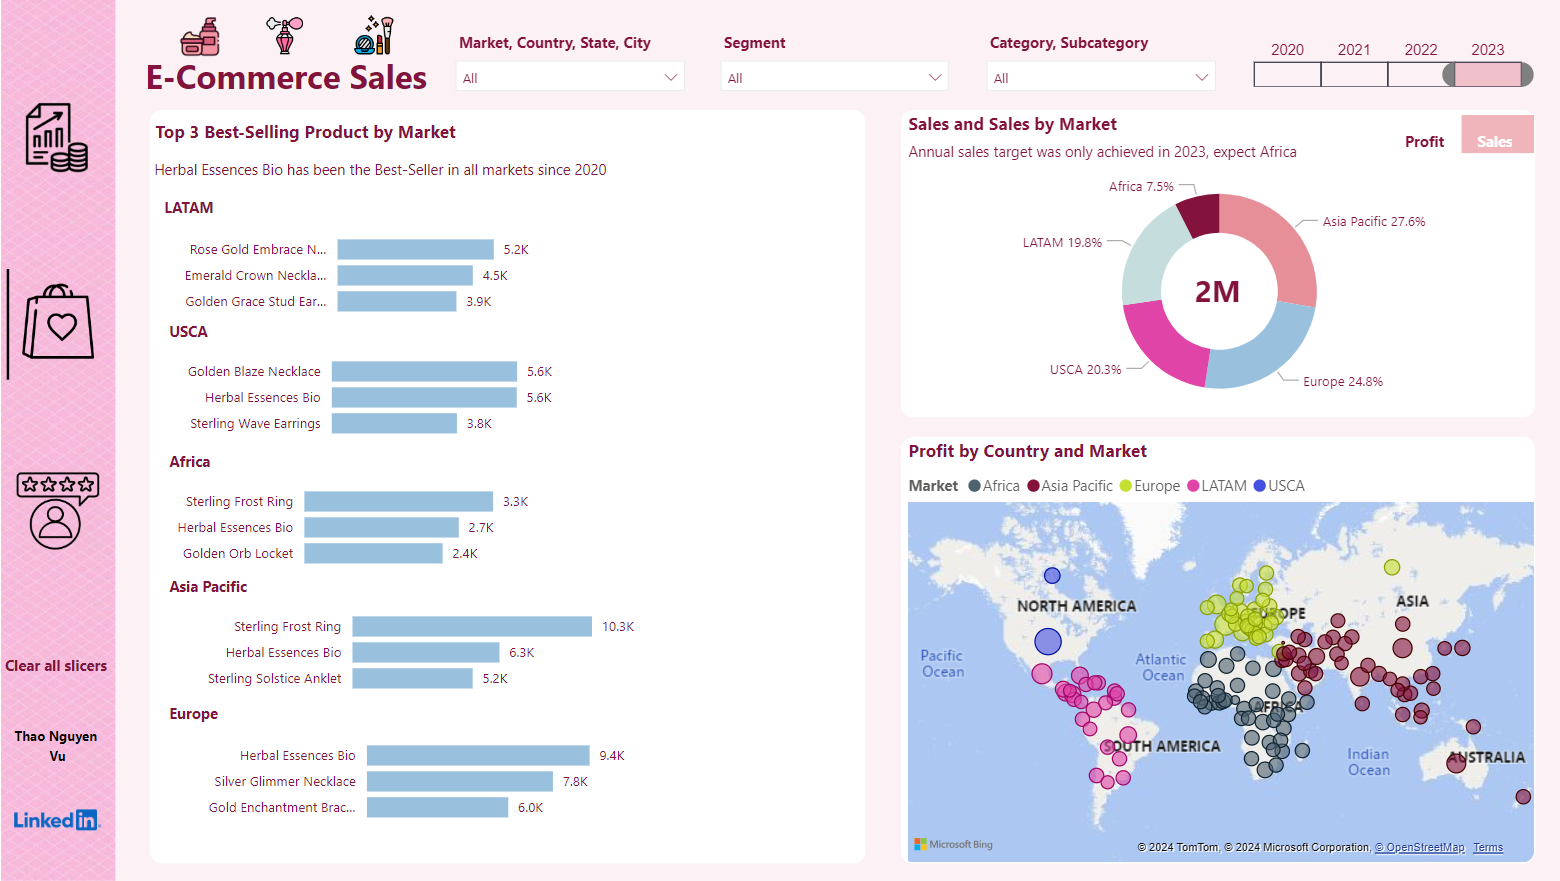 E-Commerce Sales
Market, Country, State, City
All
Segment
All
Category, Subcategory
All
2020 2021 2022 2023
Top 3 Best-Selling Product by Market
Herbal Essences Bio has been the Best-Seller in all markets since 2020
LATAM
Rose Gold Embrace N... 5.2K
Emerald Crown Neckla... 4.5K
Golden Grace Stud Ear... 3.9K
USCA
Golden Blaze Necklace 5.6K
Herbal Essences Bio 5.6K
Sterling Wave Earrings 3.8K
Africa
Sterling Frost Ring 3.3K
Herbal Essences Bio 2.7K
Golden Orb Locket 2.4K
Asia Pacific
Sterling Frost Ring 10.3K
Herbal Essences Bio 6.3K
Sterling Solstice Anklet 5.2K
Europe
Herbal Essences Bio 9.4K
Silver Glimmer Necklace 7.8K
Gold Enchantment Brac... 6.0K
Sales and Sales by Market
Annual sales target was only achieved in 2023, expect Africa
Profit Sales
Africa 7.5%
Asia Pacific 27.6%
LATAM 19.8%
2M
USCA 20.3%
Europe 24.8%
Profit by Country and Market
Market Africa Asia Pacific Europe LATAM USCA
NORTH AMERICA
EUROPE
ASIA
Pacific
Ocean
Atlantic
Ocean
AFRICA
SOUTH AMERICA
Indian
Ocean
AUSTRALIA
Microsoft Bing
© 2024 TomTom, © 2024 Microsoft Corporation, © OpenStreetMap Terms
Clear all slicers
Thao Nguyen
Vu
Linkedin